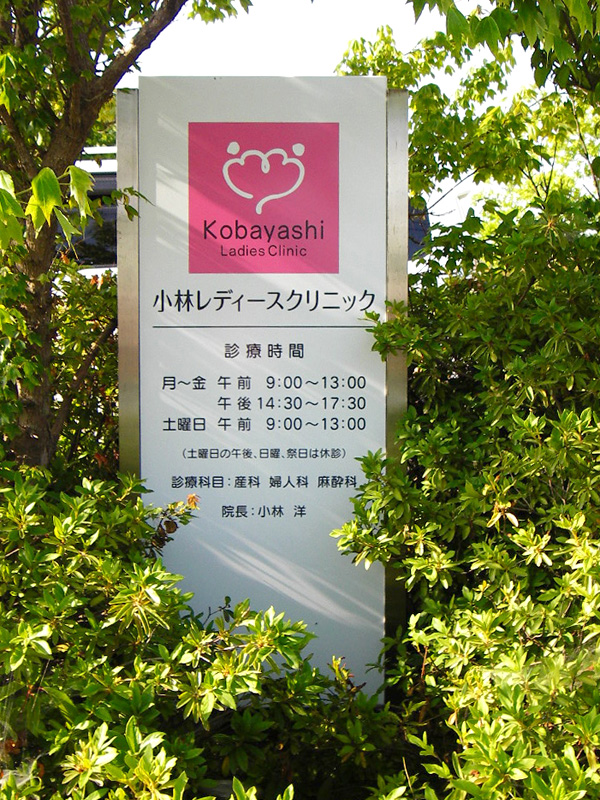 Kobayashi
Ladies Clinic
小林レディースクリニック
診療時間
月〜金 午前 9:00〜13:00
午後 14:30〜17:30
土曜日 午前 9:00〜13:00
(土曜日の午後、日曜、祭日は休診)
診療科目:産科 婦人科 麻酔科
院長:小林 洋